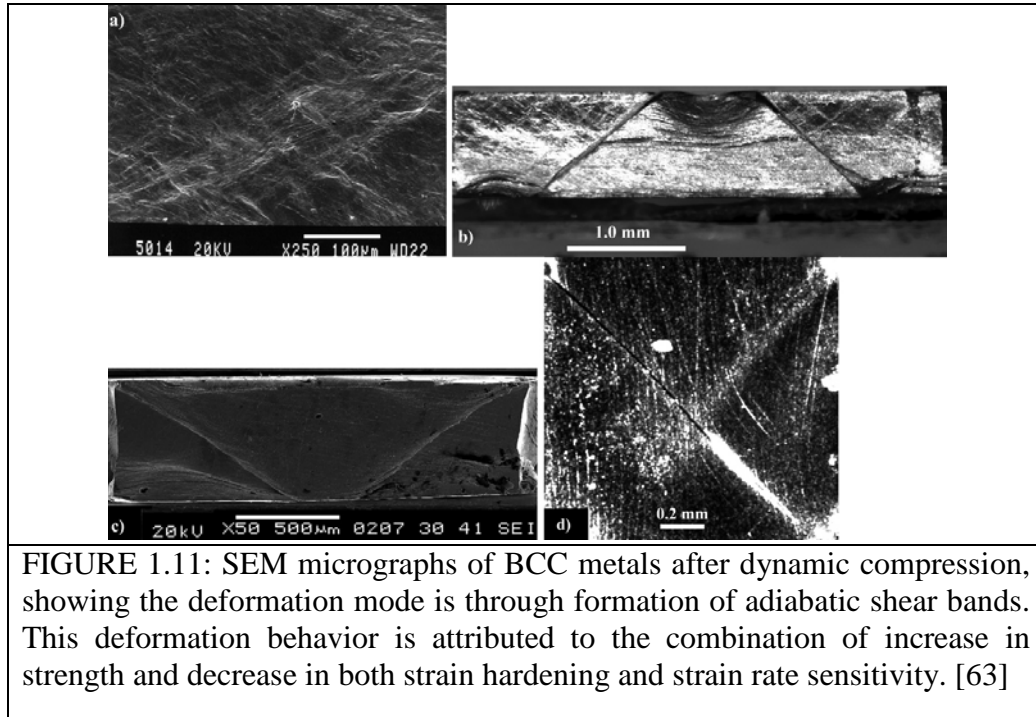 a)
5014 20KV X250 100μm WD22
b)
1.0 mm
c)
20kV X50 500μm 0207 30 41 SEI
d)
0.2 mm
FIGURE 1.11: SEM micrographs of BCC metals after dynamic compression,
showing the deformation mode is through formation of adiabatic shear bands.
This deformation behavior is attributed to the combination of increase in
strength and decrease in both strain hardening and strain rate sensitivity. [63]